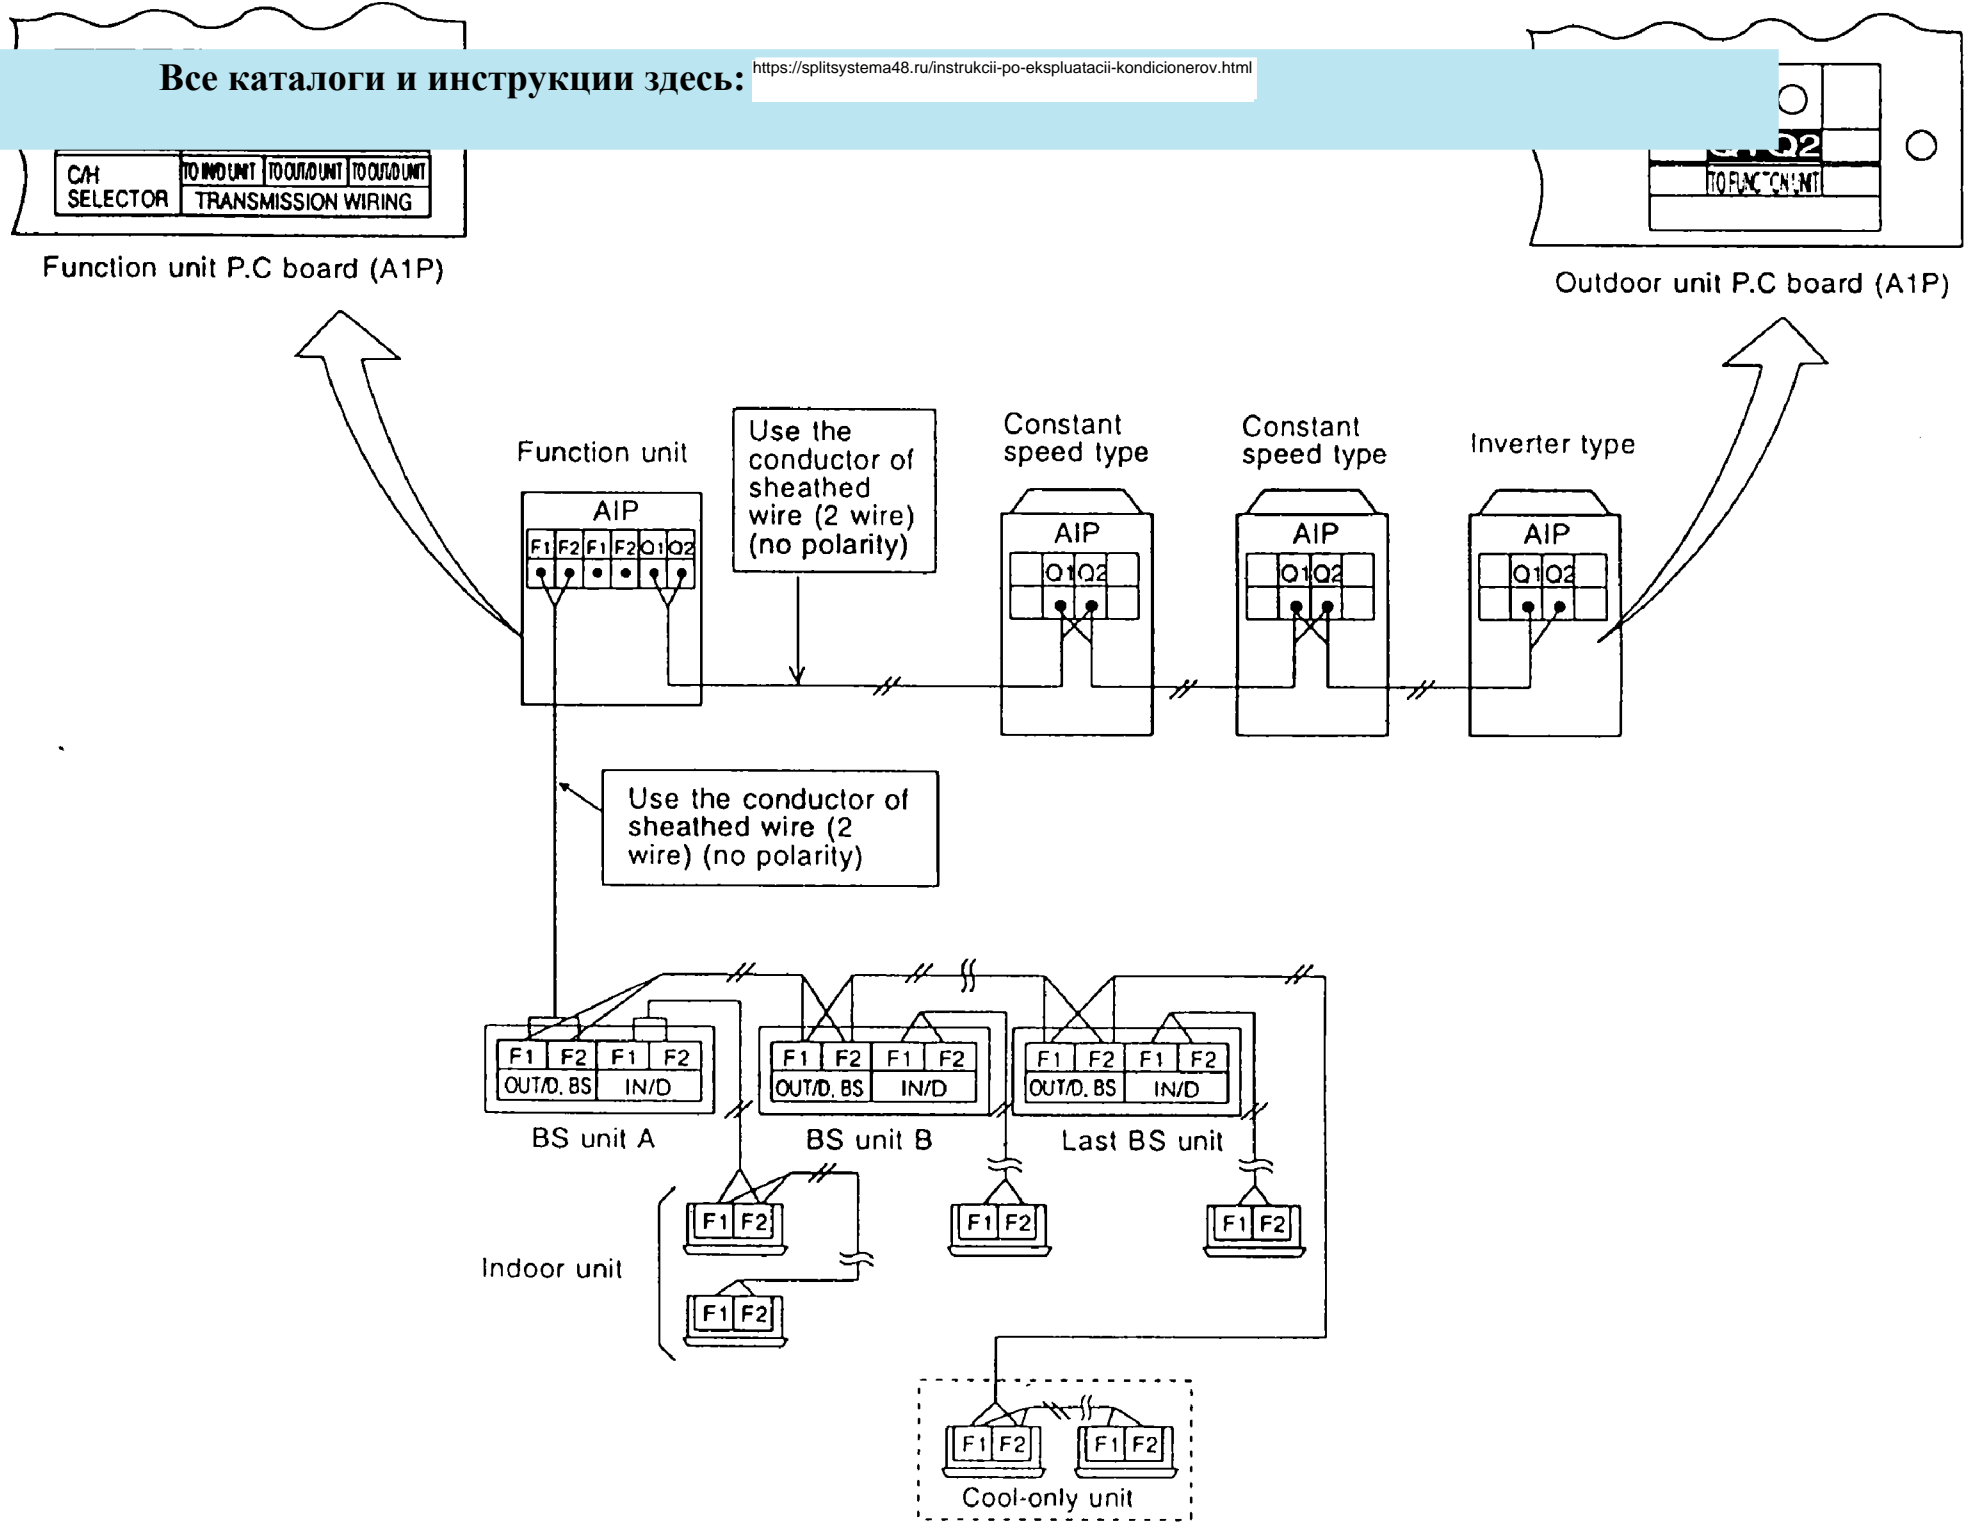 Все каталоги и инструкции здесь: https://splitsystema48.ru/instrukcii-po-ekspluatacii-kondicionerov.html
C/H
SELECTOR
TO IN/D UNIT TO OUT/D UNIT TO OUT/D UNIT
TRANSMISSION WIRING
Function unit P.C board (A1P)
Q1 Q2
TO FUNCTION UNIT
Outdoor unit P.C board (A1P)
Function unit
AIP
F1 F2 F1 F2 Q1 Q2
Use the
conductor of
sheathed
wire (2 wire)
(no polarity)
Constant
speed type
AIP
Q1 Q2
Constant
speed type
AIP
Q1 Q2
Inverter type
AIP
Q1 Q2
Use the conductor of
sheathed wire (2
wire) (no polarity)
F1 F2 F1 F2
OUT/D. BS IN/D
BS unit A
F1 F2 F1 F2
OUT/D. BS IN/D
BS unit B
F1 F2 F1 F2
OUT/D. BS IN/D
Last BS unit
Indoor unit
F1 F2
F1 F2
F1 F2
F1 F2
F1 F2
F1 F2
Cool-only unit